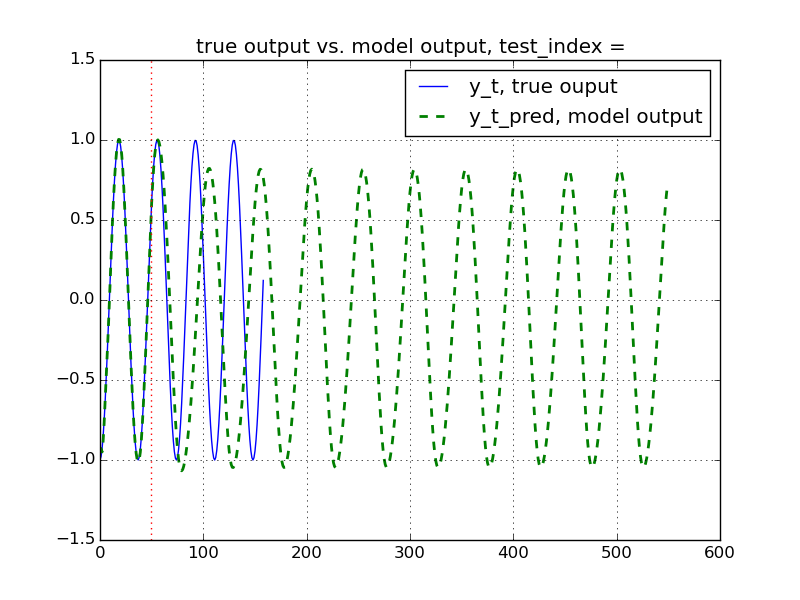 true output vs. model output, test_index =
1.5
y_t, true ouput
y_t_pred, model output
1.0
0.5
0.0
−0.5
−1.0
−1.5
0 100 200 300 400 500 600